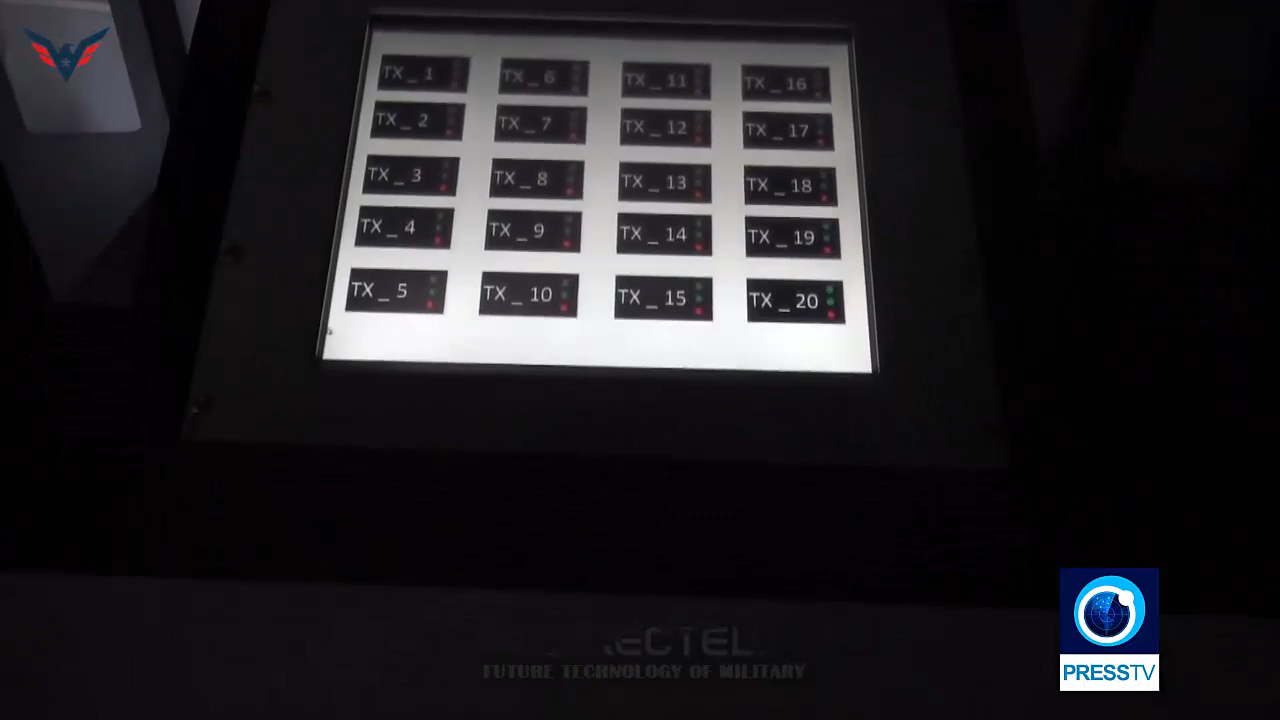 TX _ 1 TX _ 6 TX _ 11 TX _ 16
TX _ 2 TX _ 7 TX _ 12 TX _ 17
TX _ 3 TX _ 8 TX _ 13 TX _ 18
TX _ 4 TX _ 9 TX _ 14 TX _ 19
TX _ 5 TX _ 10 TX _ 15 TX _ 20
FUTURE TECHNOLOGY OF MILITARY
PRESSTV